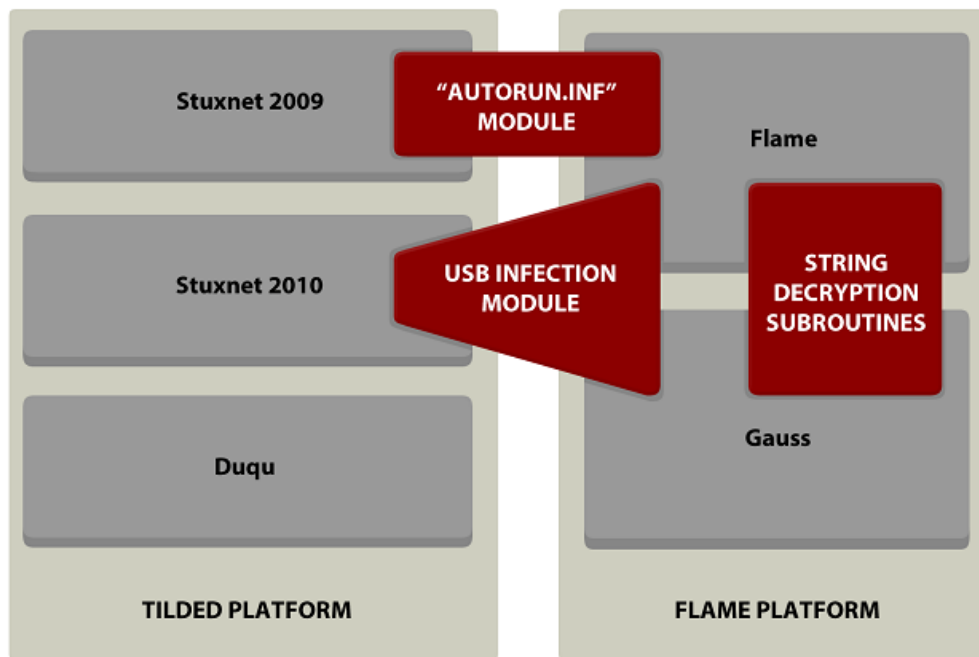 Stuxnet 2009
“AUTORUN.INF”
MODULE
Flame
Stuxnet 2010
USB INFECTION
MODULE
STRING
DECRYPTION
SUBROUTINES
Duqu
Gauss
TILDED PLATFORM
FLAME PLATFORM